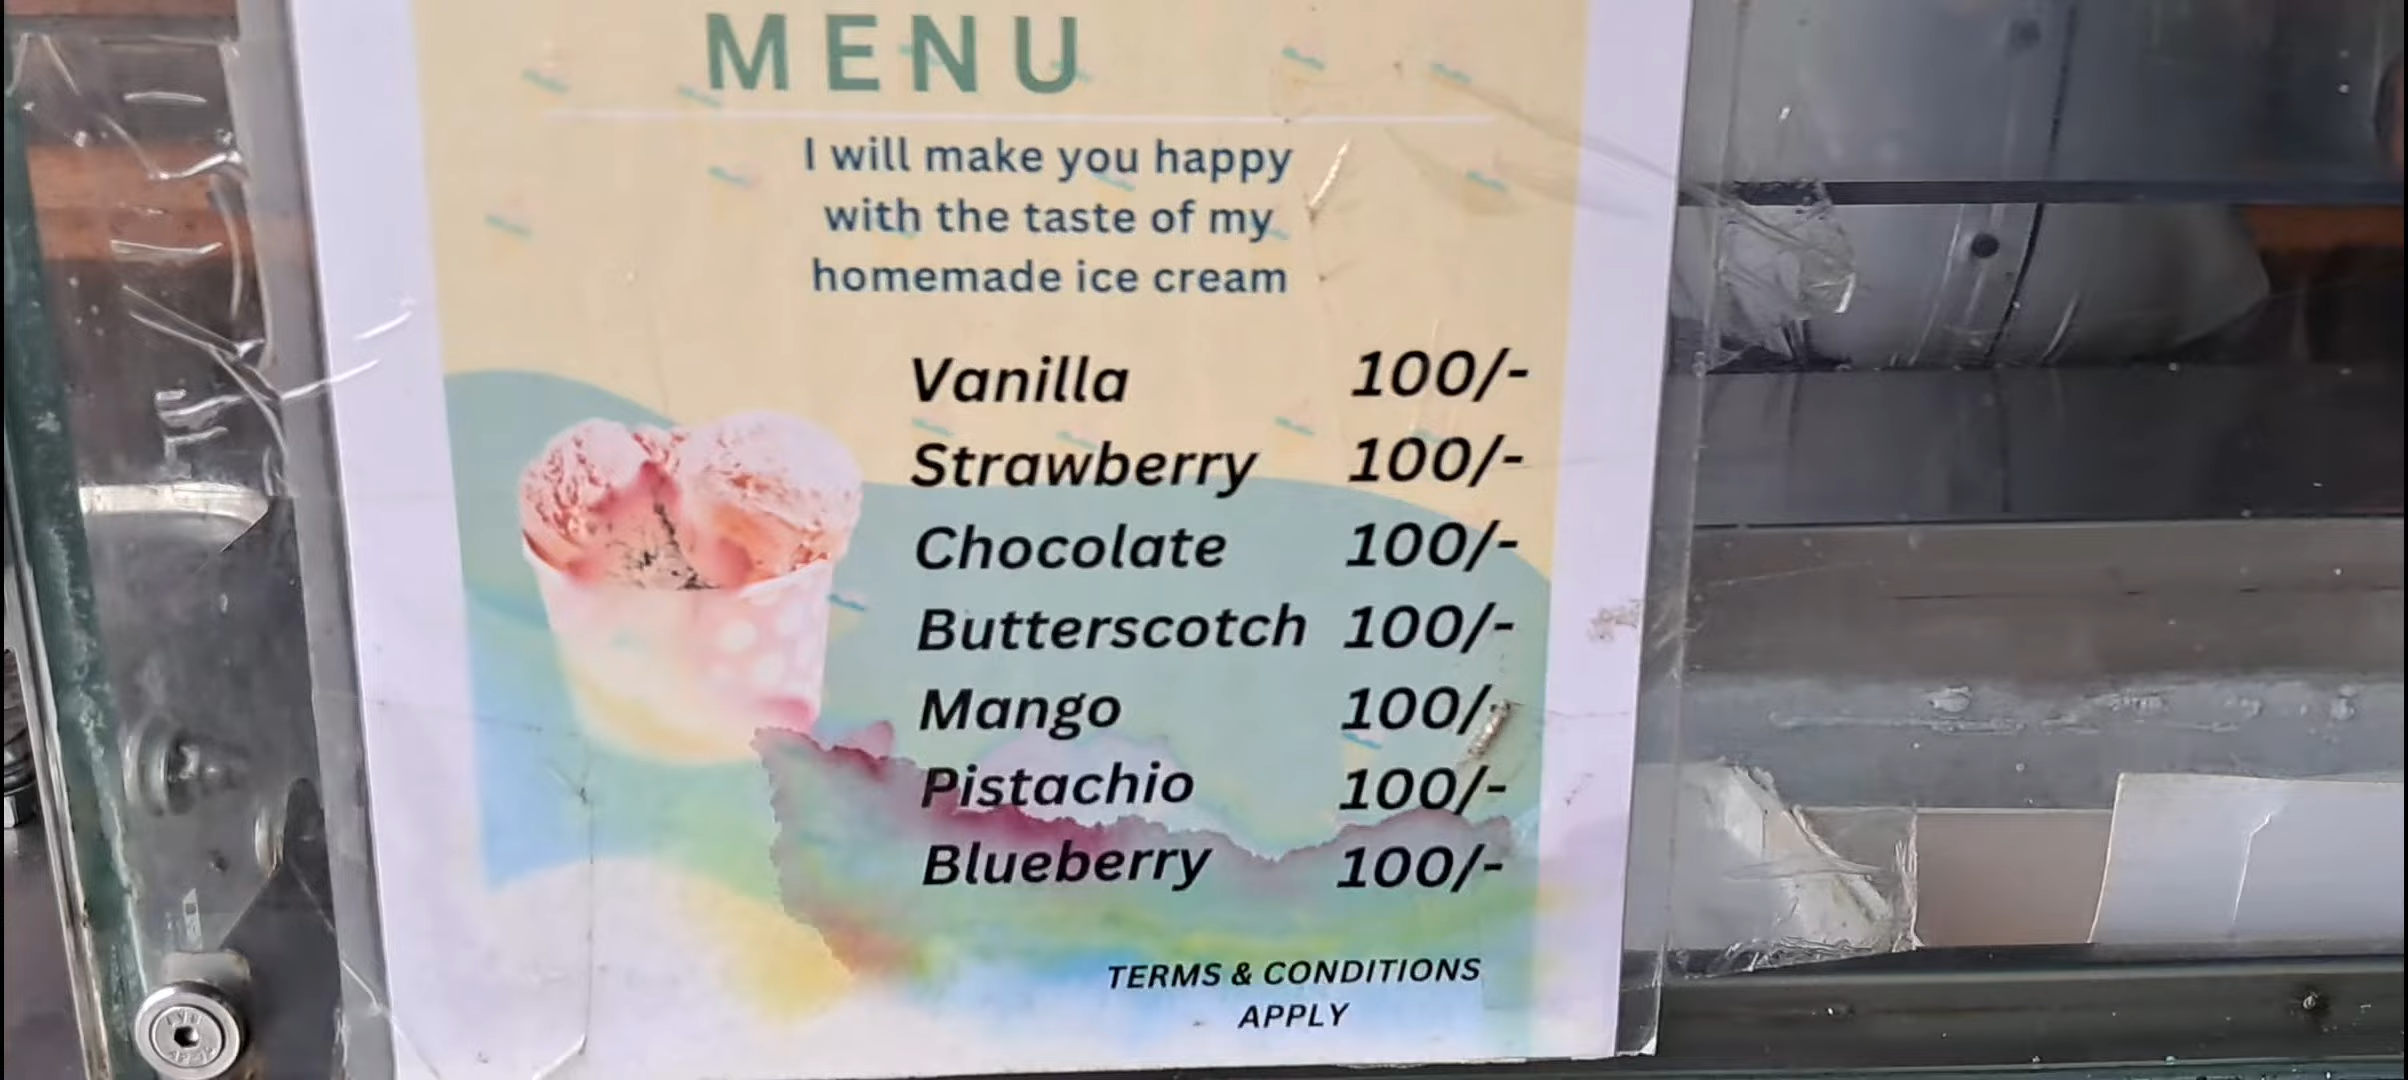 MENU
I will make you happy
with the taste of my
homemade ice cream
Vanilla 100/-
Strawberry 100/-
Chocolate 100/-
Butterscotch 100/-
Mango 100/-
Pistachio 100/-
Blueberry 100/-
TERMS & CONDITIONS
APPLY